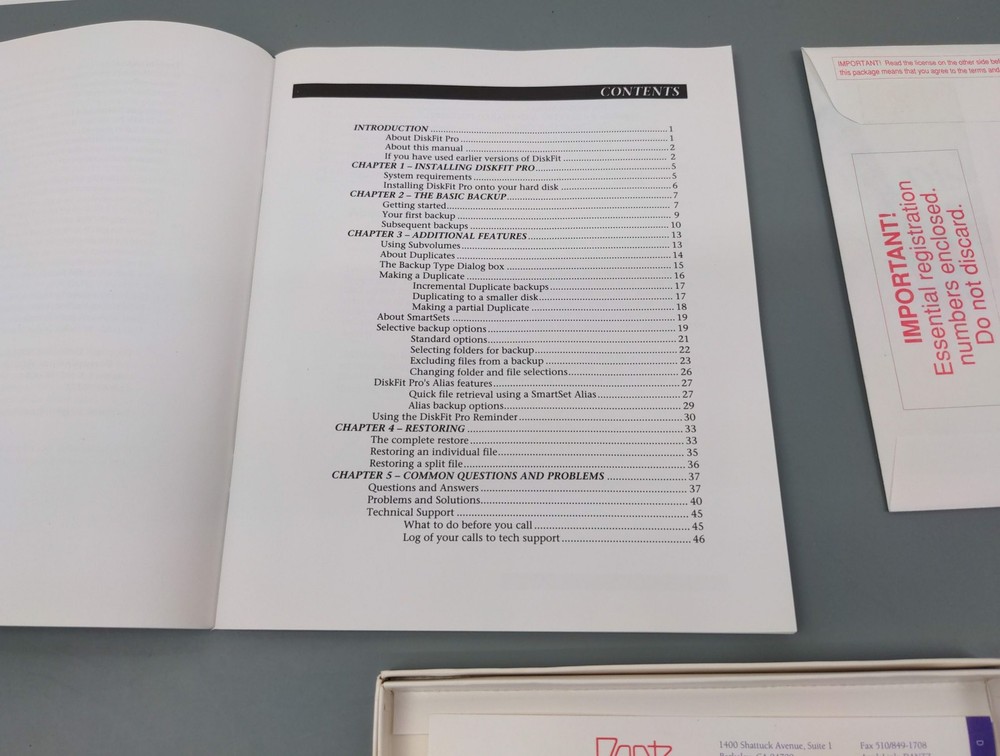 CONTENTS
INTRODUCTION ........ 1
About DiskFit Pro ........ 1
About this manual ........ 2
If you have used earlier versions of DiskFit ........ 2
CHAPTER 1 – INSTALLING DISKFIT PRO ........ 5
System requirements ........ 5
Installing DiskFit Pro onto your hard disk ........ 6
CHAPTER 2 – THE BASIC BACKUP ........ 7
Getting started ........ 7
Your first backup ........ 9
Subsequent backups ........ 10
CHAPTER 3 – ADDITIONAL FEATURES ........ 13
Using Subvolumes ........ 13
About Duplicates ........ 14
The Backup Type Dialog box ........ 15
Making a Duplicate ........ 16
Incremental Duplicate backups ........ 17
Duplicating to a smaller disk ........ 17
Making a partial Duplicate ........ 18
About SmartSets ........ 19
Selective backup options ........ 19
Standard options ........ 21
Selecting folders for backup ........ 22
Excluding files from a backup ........ 23
Changing folder and file selections ........ 26
DiskFit Pro's Alias features ........ 27
Quick file retrieval using a SmartSet Alias ........ 27
Alias backup options ........ 29
Using the DiskFit Pro Reminder ........ 30
CHAPTER 4 – RESTORING ........ 33
The complete restore ........ 33
Restoring an individual file ........ 35
Restoring a split file ........ 36
CHAPTER 5 – COMMON QUESTIONS AND PROBLEMS ........ 37
Questions and Answers ........ 37
Problems and Solutions ........ 40
Technical Support ........ 45
What to do before you call ........ 45
Log of your calls to tech support ........ 46
IMPORTANT! Read the license on the other side
this package means that you agree to the terms and
IMPORTANT!
Essential registration
numbers enclosed.
Do not discard.
1400 Shattuck Avenue, Suite 1
Fax 510/849-1708